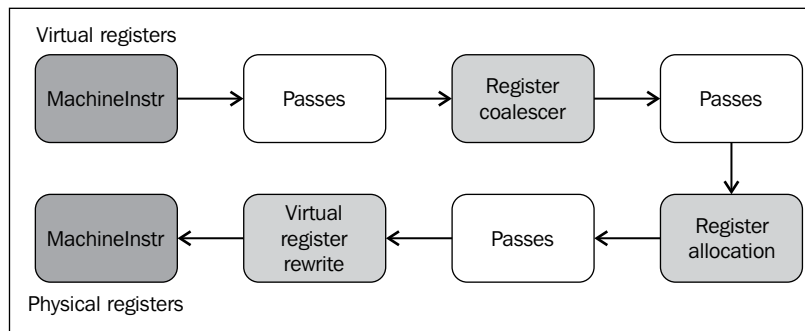 Virtual registers
MachineInstr
Passes
Register
coalescer
Passes
Register
allocation
Passes
Virtual
register
rewrite
MachineInstr
Physical registers